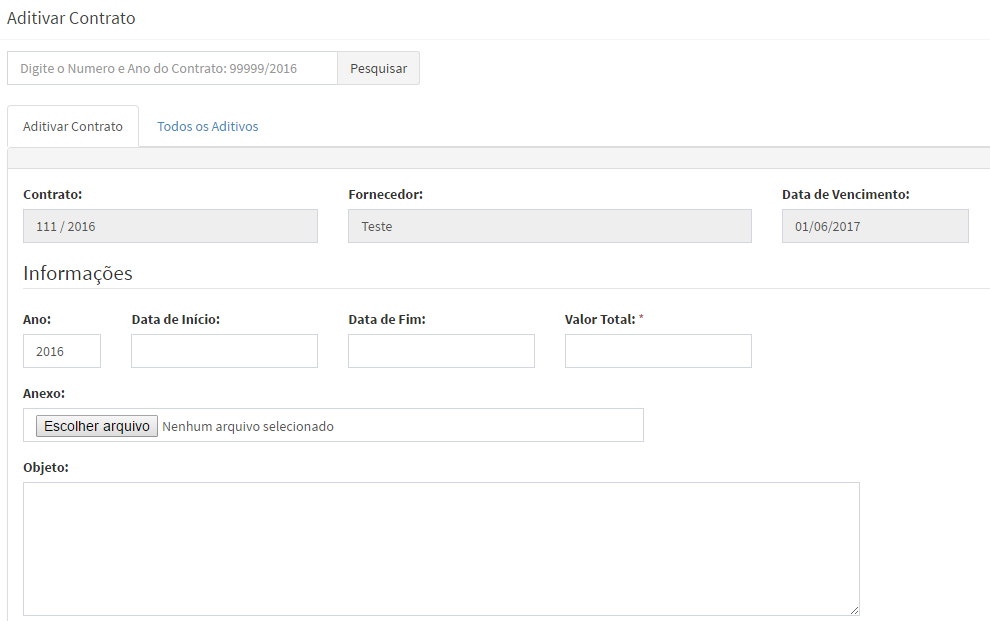 Aditivar Contrato
Digite o Numero e Ano do Contrato: 99999/2016 Pesquisar
Aditivar Contrato Todos os Aditivos
Contrato: Fornecedor: Data de Vencimento:
111 / 2016 Teste 01/06/2017
Informações
Ano: Data de Início: Data de Fim: Valor Total: *
2016
Anexo:
Escolher arquivo Nenhum arquivo selecionado
Objeto: